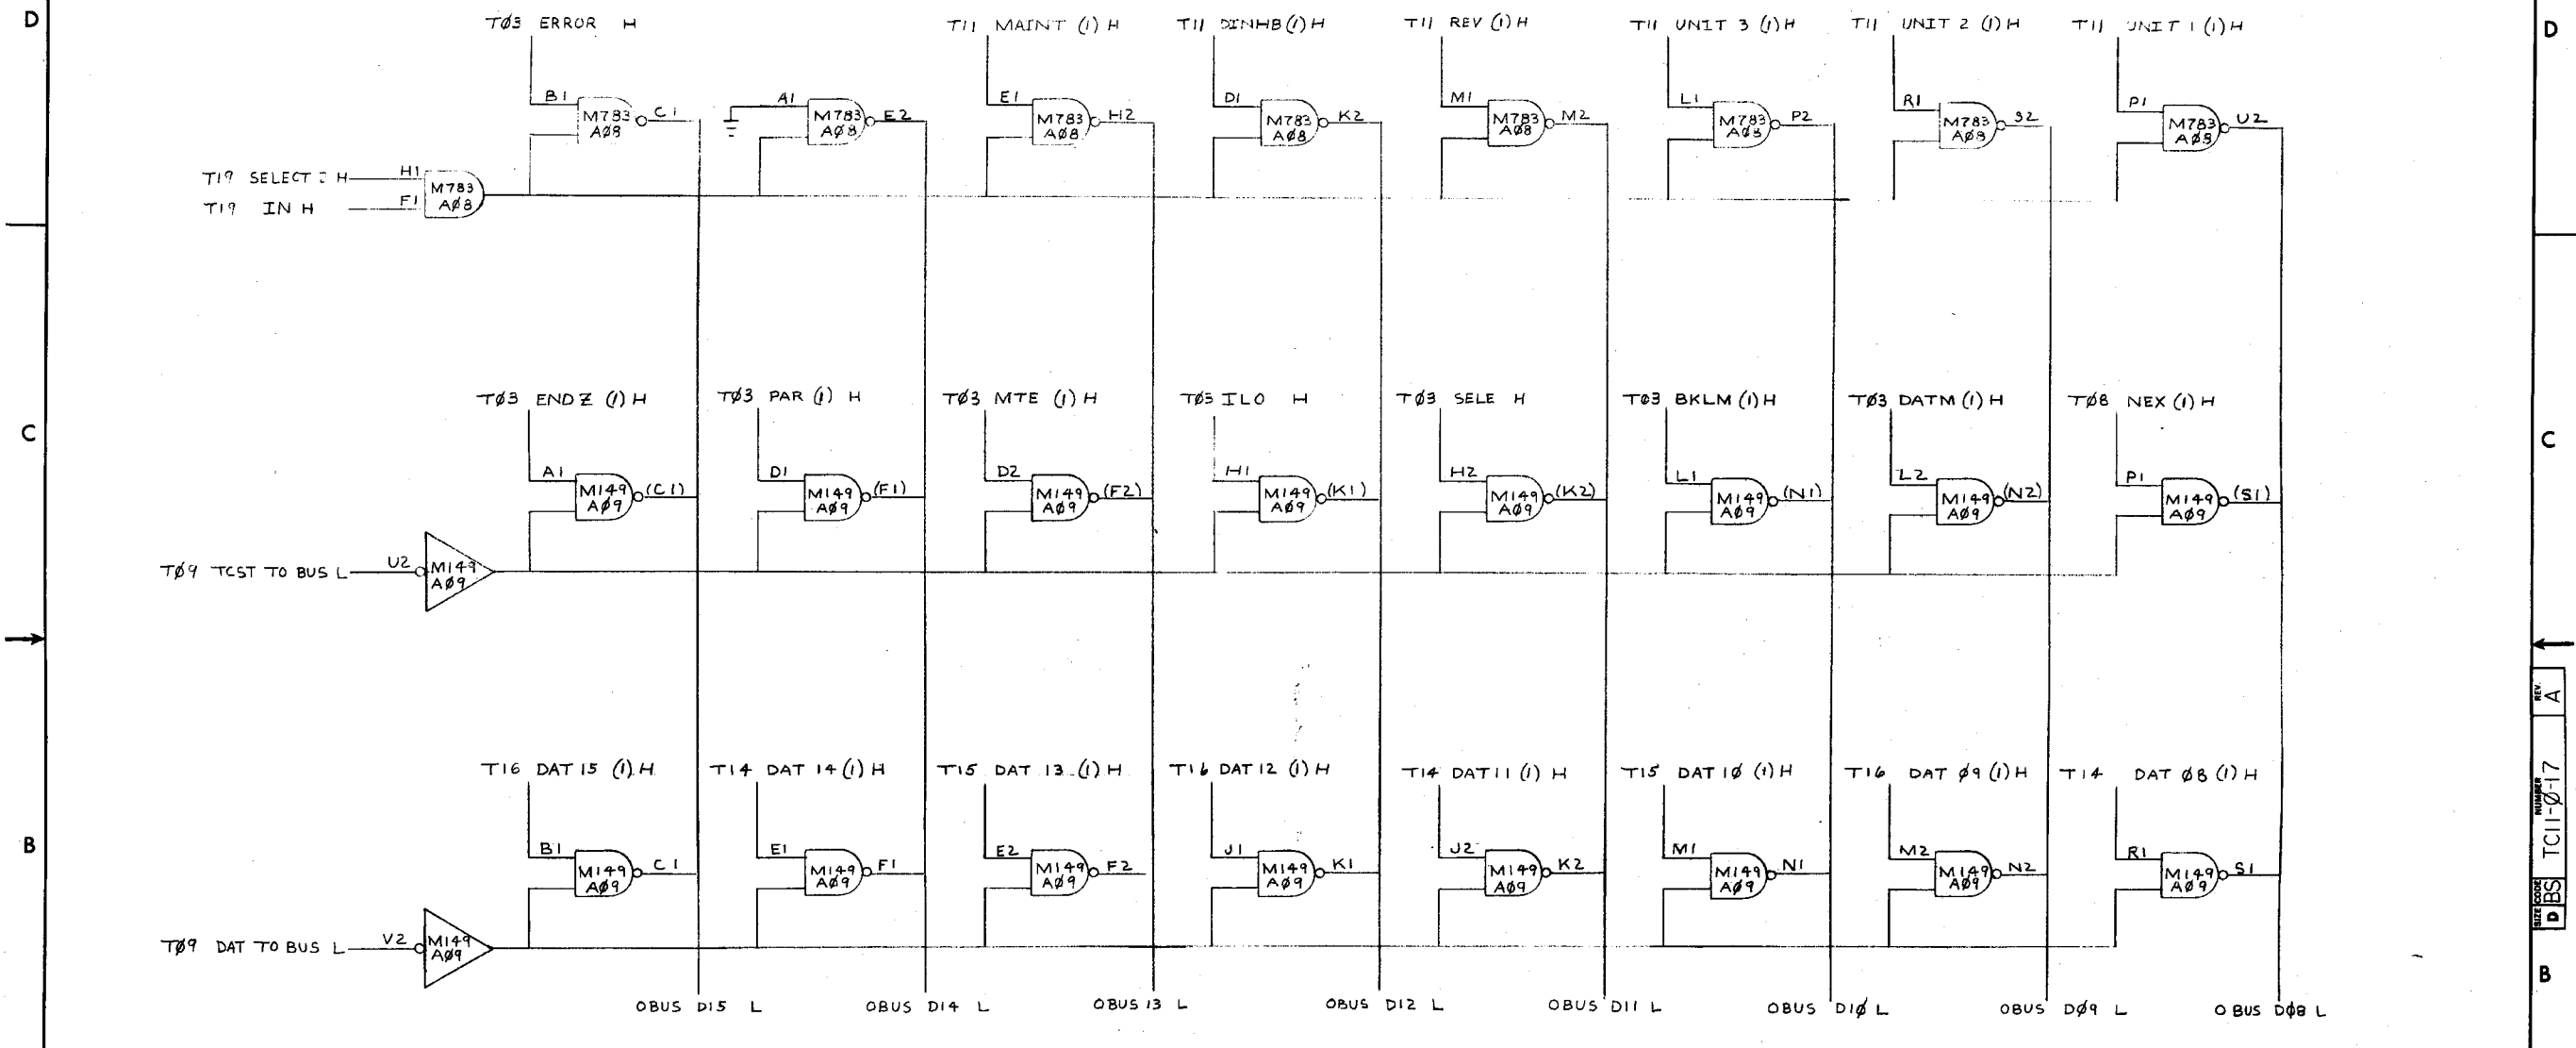 D D
TØ3 ERROR H T11 MAINT (1) H T11 DINHB (1) H T11 REV (1) H T11 UNIT 3 (1) H T11 UNIT 2 (1) H T11 UNIT 1 (1) H
B1 M783 AØ8 C1 A1 M783 AØ8 E2 E1 M783 AØ8 H2 D1 M783 AØ8 K2 M1 M783 AØ8 M2 L1 M783 AØ8 P2 R1 M783 AØ8 S2 P1 M783 AØ8 U2
T19 SELECT H H1 M783
T19 IN H F1 AØ8
C C
TØ3 ENDZ (1) H TØ3 PAR (1) H TØ3 MTE (1) H TØ3 ILO H TØ3 SELE H TØ3 BKLM (1) H TØ3 DATM (1) H TØ8 NEX (1) H
A1 M149 AØ9 (C1) D1 M149 AØ9 (F1) D2 M149 AØ9 (F2) H1 M149 AØ9 (K1) H2 M149 AØ9 (K2) L1 M149 AØ9 (N1) L2 M149 AØ9 (N2) P1 M149 AØ9 (S1)
TØ9 TCST TO BUS L U2 M149 AØ9
T16 DAT 15 (1) H T14 DAT 14 (1) H T15 DAT 13 (1) H T16 DAT 12 (1) H T14 DAT 11 (1) H T15 DAT 1Ø (1) H T16 DAT Ø9 (1) H T14 DAT Ø8 (1) H
B B
B1 M149 AØ9 C1 E1 M149 AØ9 F1 E2 M149 AØ9 F2 J1 M149 AØ9 K1 J2 M149 AØ9 K2 M1 M149 AØ9 N1 M2 M149 AØ9 N2 R1 M149 AØ9 S1
TØ9 DAT TO BUS L V2 M149 AØ9
OBUS D15 L OBUS D14 L OBUS 13 L OBUS D12 L OBUS D11 L OBUS D1Ø L OBUS DØ9 L OBUS DØ8 L
SIZE CODE NUMBER REV.
D BS TC11-Ø-17 A